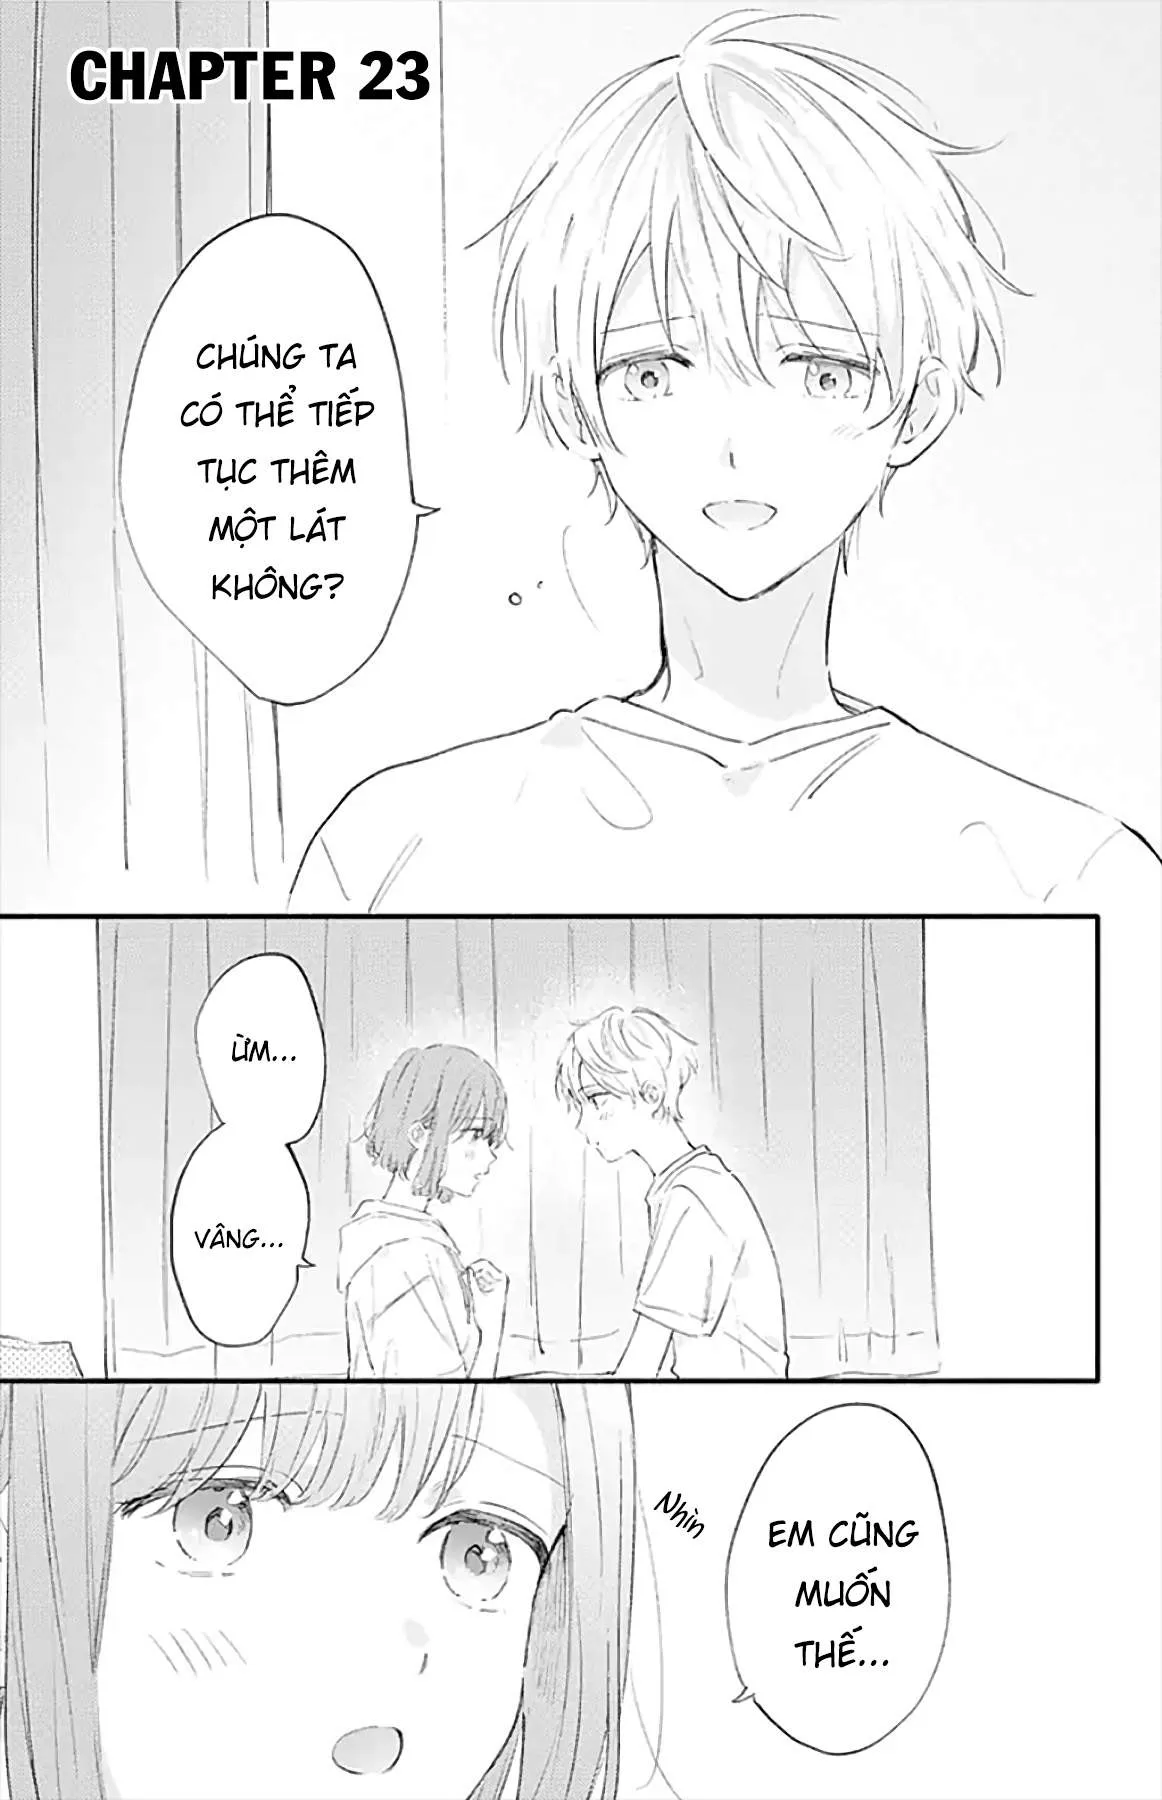 CHAPTER 23
CHÚNG TA
CÓ THỂ TIẾP
TỤC THÊM
MỘT LÁT
KHÔNG?
ỪM...
VÂNG...
Nhìn
EM CŨNG
MUỐN
THẾ...